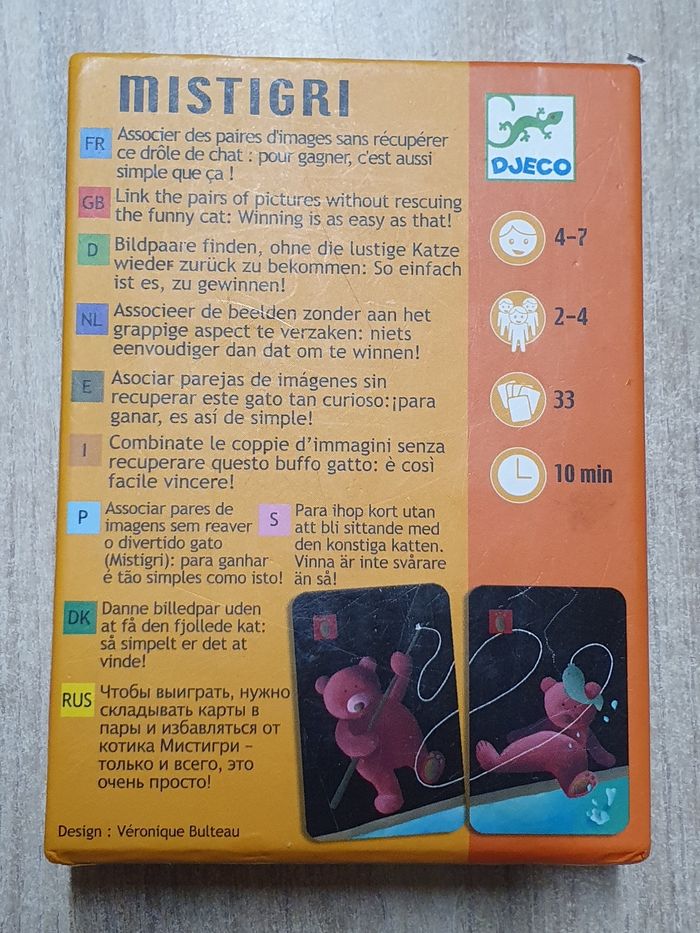 MISTIGRI
FR
Associer des paires d'images sans récupérer
ce drôle de chat : pour gagner, c'est aussi
simple que ça !
GB
Link the pairs of pictures without rescuing
the funny cat: Winning is as easy as that!
D
Bildpaare finden, ohne die lustige Katze
wieder zurück zu bekommen: So einfach
ist es, zu gewinnen!
NL
Associeer de beelden zonder aan het
grappige aspect te verzaken: niets
eenvoudiger dan dat om te winnen!
E
Asociar parejas de imágenes sin
recuperar este gato tan curioso:¡para
ganar, es así de simple!
I
Combinate le coppie d'immagini senza
recuperare questo buffo gatto: è così
facile vincere!
P
Associar pares de
imagens sem reaver
o divertido gato
(Mistigri): para ganhar
é tão simples como isto!
S
Para ihop kort utan
att bli sittande med
den konstiga katten.
Vinna är inte svårare
än så!
DK
Danne billedpar uden
at få den fjollede kat:
så simpelt er det at
vinde!
RUS
Чтобы выиграть, нужно
складывать карты в
пары и избавляться от
котика Мистигри –
только и всего, это
очень просто!
Design : Véronique Bulteau
DJECO
4-7
2-4
33
10 min